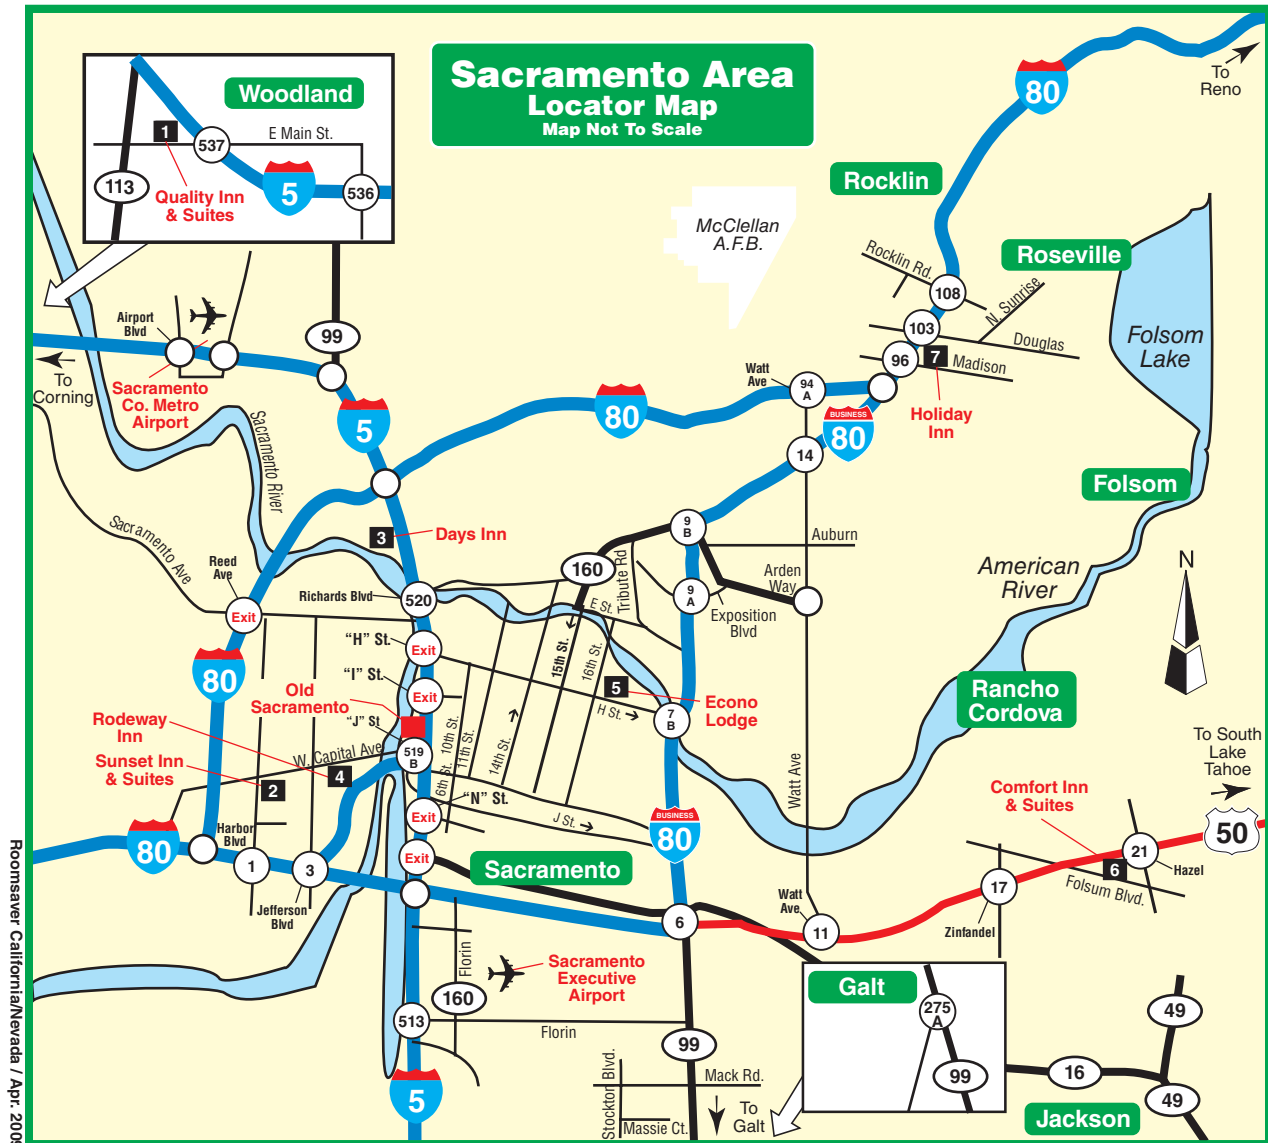 Sacramento Area
Locator Map
Map Not To Scale
Woodland
1
537
E Main St.
113
Quality Inn
& Suites
5
536
80
To
Reno
Rocklin
McClellan
A.F.B.
Roseville
Rocklin Rd.
108
N. Sunrise
103
Douglas
96
7
Madison
Folsom
Lake
Airport
Blvd
99
To
Corning
Sacramento
Co. Metro
Airport
5
80
Watt
Ave
94
A
BUSINESS
80
Holiday
Inn
14
Sacramento River
Folsom
Sacramento Ave
3
Days Inn
9
B
Auburn
160
Tribute Rd
Arden
Way
American
River
N
Reed
Ave
Exit
Richards Blvd
520
E St.
9
A
Exposition
Blvd
"H" St.
Exit
15th St.
16th St.
80
"I" St.
Exit
5
H St.
Econo
Lodge
7
B
Rancho
Cordova
Old
Sacramento
"J" St
Rodeway
Inn
W. Capital Ave
519
B
6th St.
10th St.
11th St.
14th St.
Sunset Inn
& Suites
2
4
"N" St.
Exit
J St.
Watt Ave
To South
Lake
Tahoe
Comfort Inn
& Suites
50
BUSINESS
80
80
Harbor
Blvd
1
3
Jefferson
Blvd
Exit
Sacramento
6
Watt
Ave
11
17
Zinfandel
6
21
Hazel
Folsum Blvd.
Florin
160
Sacramento
Executive
Airport
513
Florin
5
99
Stockton Blvd.
Mack Rd.
Massie Ct.
To
Galt
Galt
275
A
99
16
49
49
Jackson
Roomsaver California/Nevada / Apr. 2009